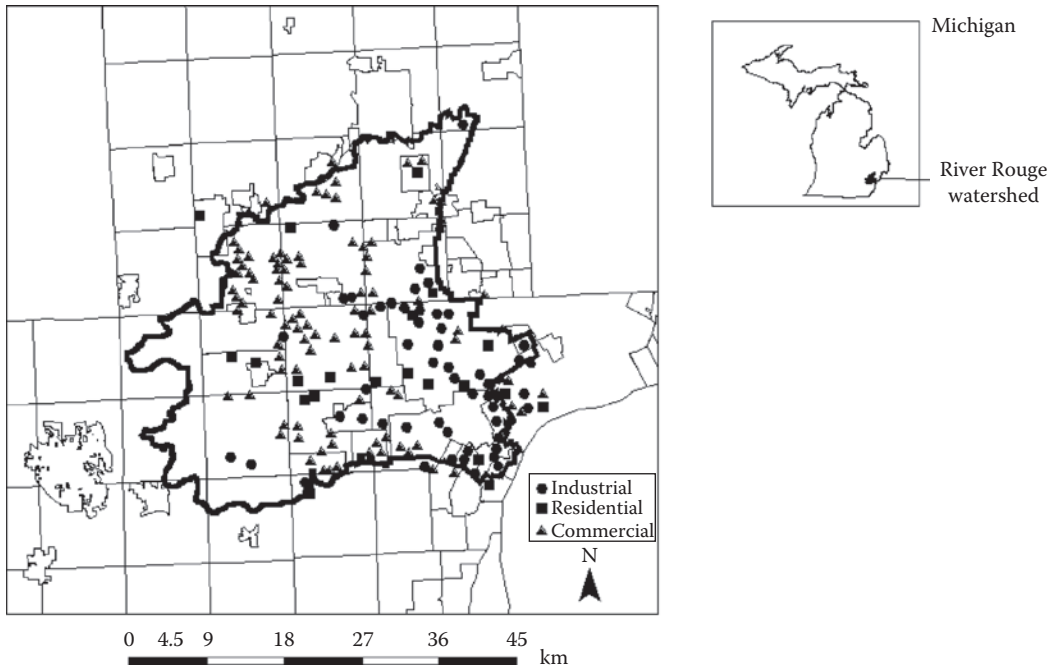 Michigan
River Rouge
watershed
Industrial
Residential
Commercial
N
0 4.5 9 18 27 36 45
km